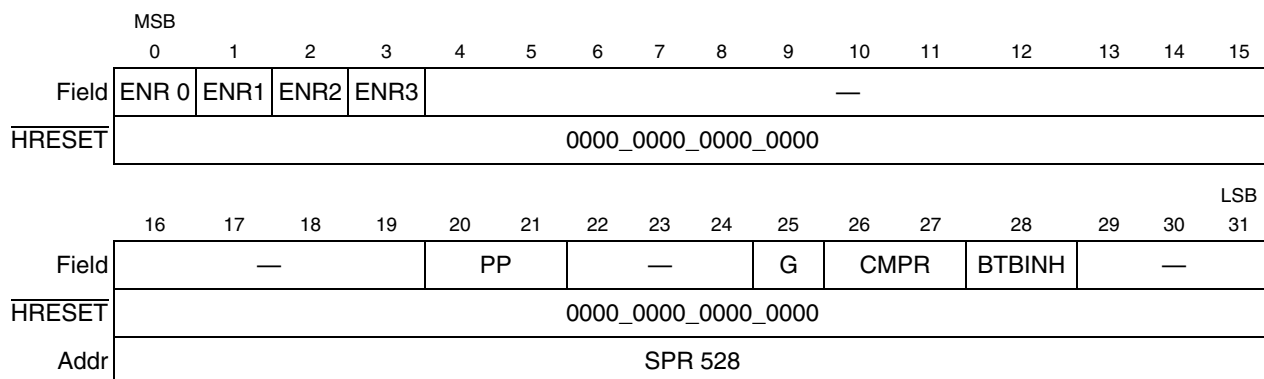 MSB
0 1 2 3 4 5 6 7 8 9 10 11 12 13 14 15
Field ENR 0 ENR1 ENR2 ENR3 —
HRESET 0000_0000_0000_0000
LSB
16 17 18 19 20 21 22 23 24 25 26 27 28 29 30 31
Field — PP — G CMPR BTBINH —
HRESET 0000_0000_0000_0000
Addr SPR 528